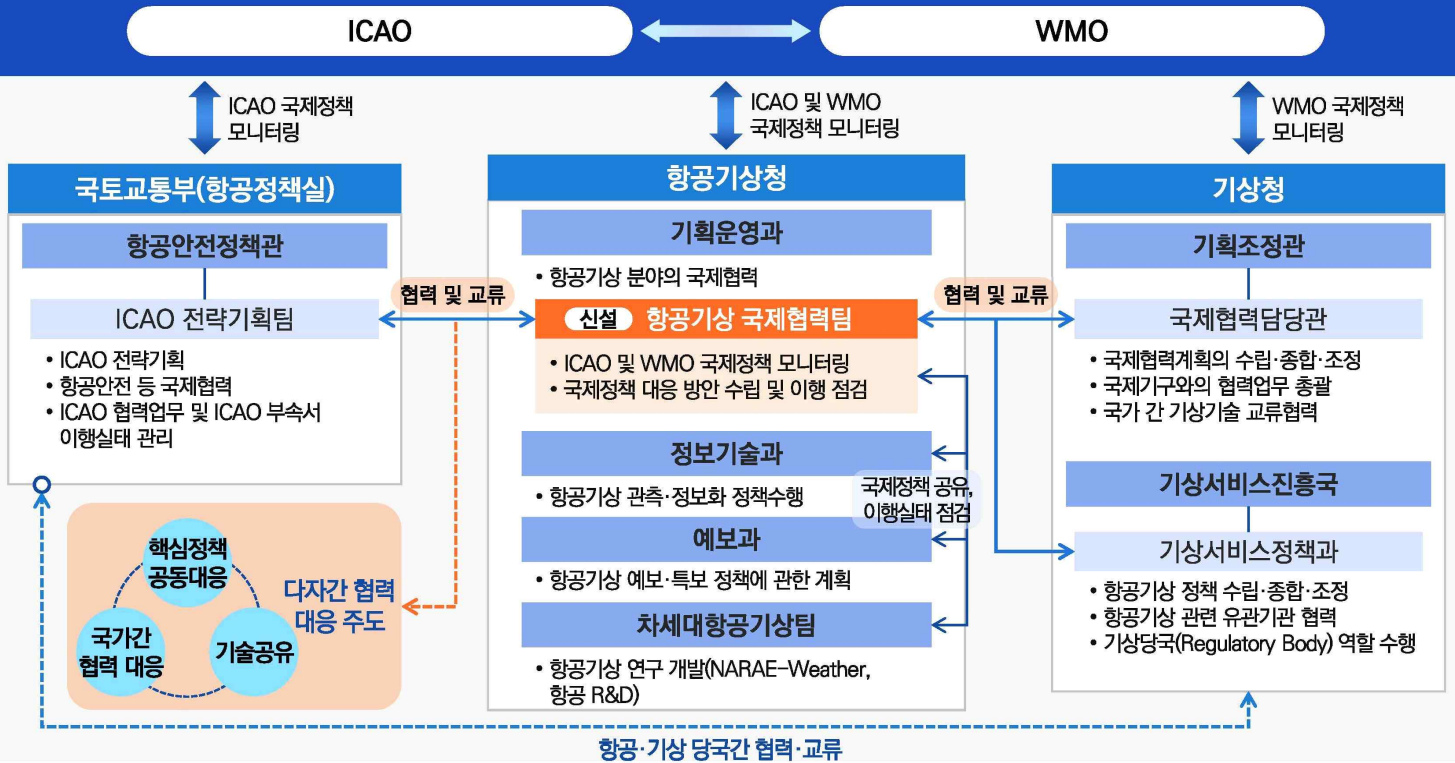 ICAO
WMO
ICAO 국제정책
모니터링
ICAO 및 WMO
국제정책 모니터링
WMO 국제정책
모니터링
국토교통부(항공정책실)
항공안전정책관
ICAO 전략기획팀
• ICAO 전략기획
• 항공안전 등 국제협력
• ICAO 협력업무 및 ICAO 부속서
이행실태 관리
협력 및 교류
핵심정책
공동대응
국가간
협력 대응
기술공유
다자간 협력
대응 주도
항공기상청
기획운영과
• 항공기상 분야의 국제협력
신설 항공기상 국제협력팀
• ICAO 및 WMO 국제정책 모니터링
• 국제정책 대응 방안 수립 및 이행 점검
정보기술과
• 항공기상 관측·정보화 정책수행
국제정책 공유,
이행실태 점검
예보과
• 항공기상 예보·특보 정책에 관한 계획
차세대항공기상팀
• 항공기상 연구 개발(NARAE-Weather,
항공 R&D)
협력 및 교류
기상청
기획조정관
국제협력담당관
• 국제협력계획의 수립·종합·조정
• 국제기구와의 협력업무 총괄
• 국가 간 기상기술 교류협력
기상서비스진흥국
기상서비스정책과
• 항공기상 정책 수립·종합·조정
• 항공기상 관련 유관기관 협력
• 기상당국(Regulatory Body) 역할 수행
항공·기상 당국간 협력·교류